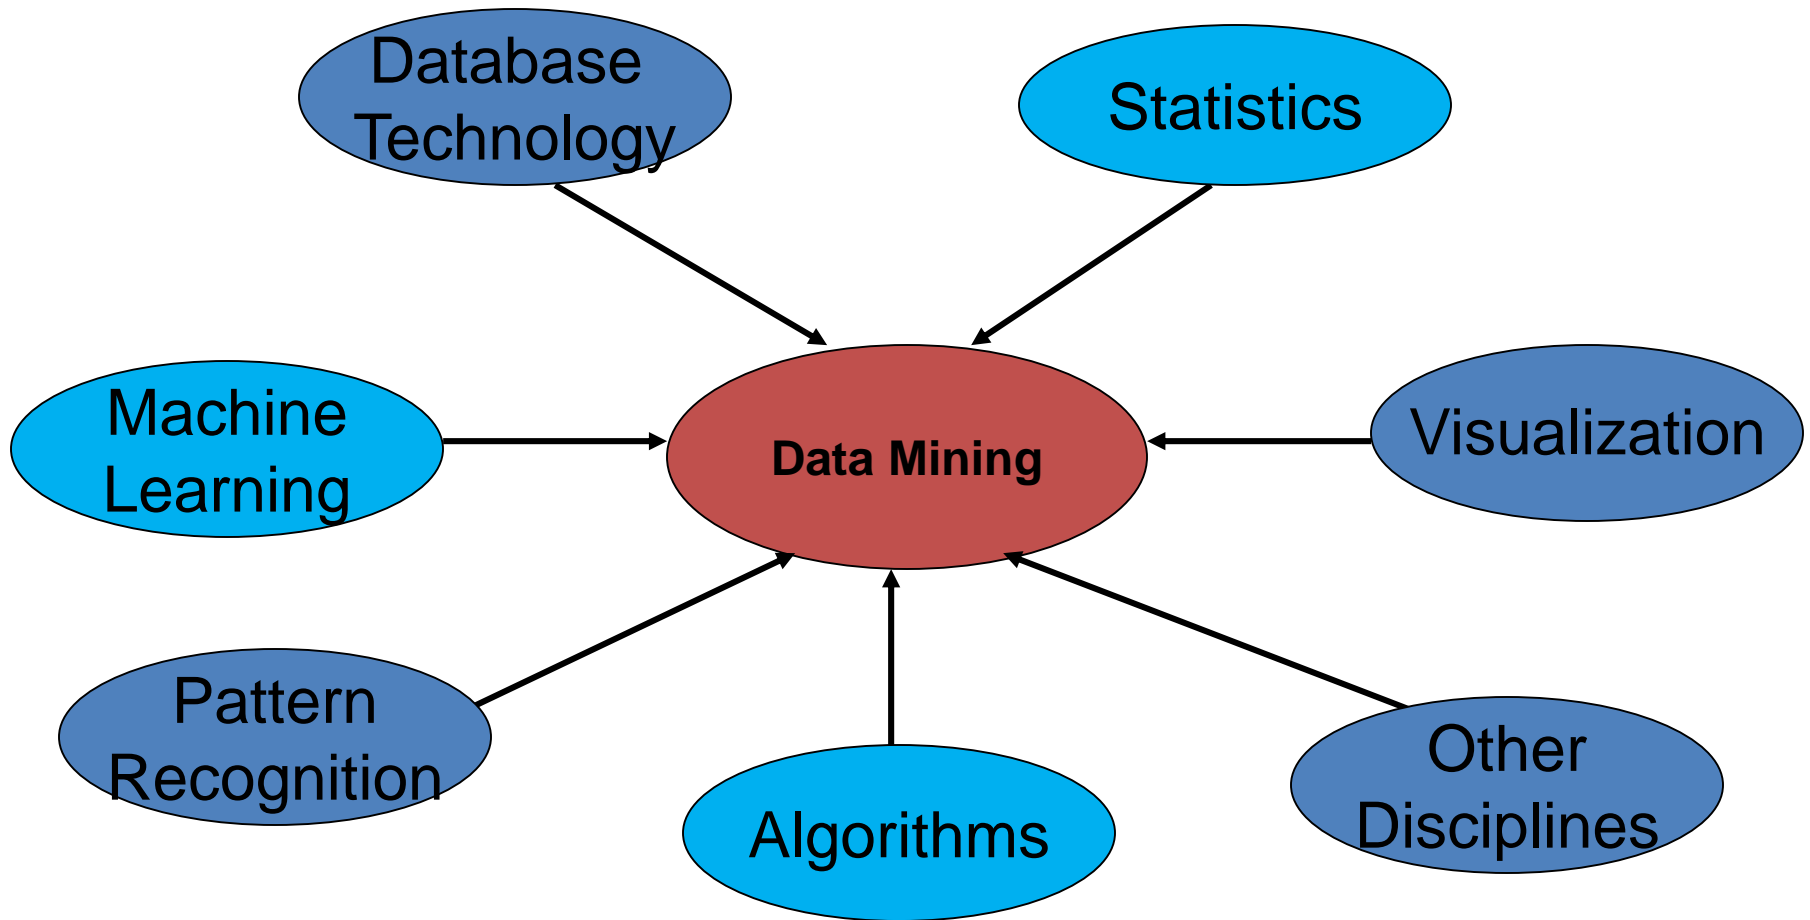 Database
Technology
Statistics
Machine
Learning
Data Mining
Visualization
Pattern
Recognition
Algorithms
Other
Disciplines